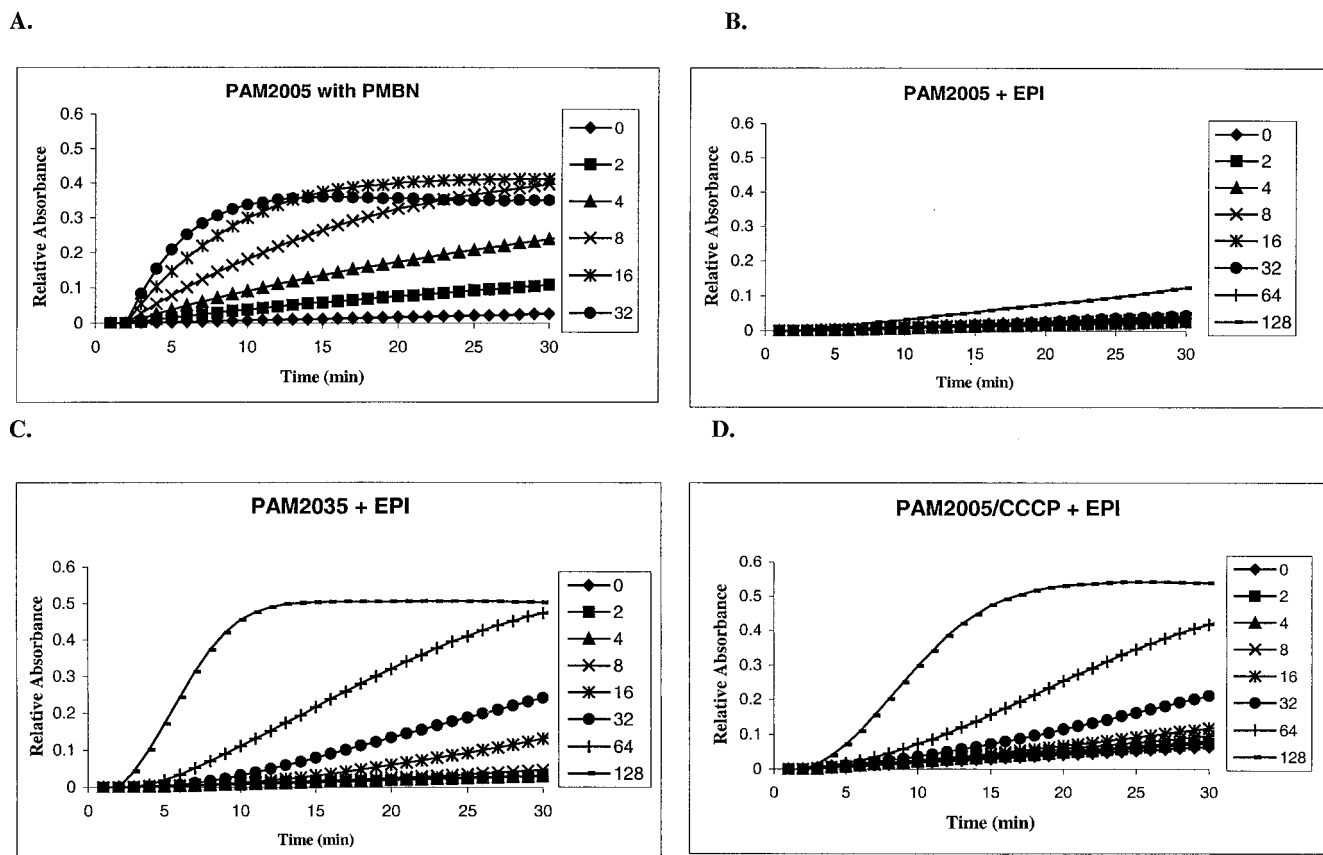 A.
PAM2005 with PMBN
Relative Absorbance
0.6
0.5
0.4
0.3
0.2
0.1
0
0 5 10 15 20 25 30
Time (min)
0
2
4
8
16
32
B.
PAM2005 + EPI
Relative Absorbance
0.6
0.5
0.4
0.3
0.2
0.1
0
0 5 10 15 20 25 30
Time (min)
0
2
4
8
16
32
64
128
C.
PAM2035 + EPI
Relative Absorbance
0.6
0.5
0.4
0.3
0.2
0.1
0
0 5 10 15 20 25 30
Time (min)
0
2
4
8
16
32
64
128
D.
PAM2005/CCCP + EPI
Relative Absorbance
0.6
0.5
0.4
0.3
0.2
0.1
0
0 5 10 15 20 25 30
Time (min)
0
2
4
8
16
32
64
128